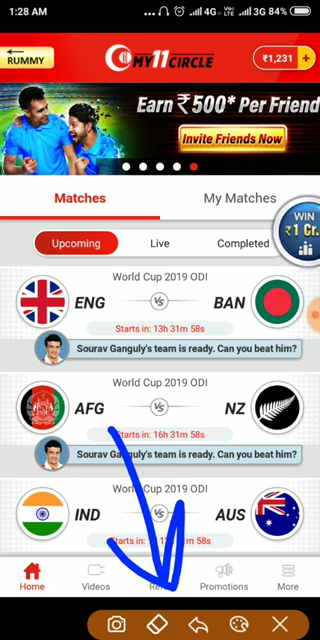 1:28 AM ... 4G VoLTE 3G 84%
RUMMY
MY11CIRCLE
₹1,231 +
Earn ₹500* Per Friend
Invite Friends Now
Matches
My Matches
WIN
₹1 Cr.
Upcoming
Live
Completed
World Cup 2019 ODI
ENG
VS
BAN
Starts in: 13h 31m 58s
Sourav Ganguly's team is ready. Can you beat him?
World Cup 2019 ODI
AFG
VS
NZ
Starts in: 16h 31m 58s
Sourav Ganguly's team is ready. Can you beat him?
World Cup 2019 ODI
IND
VS
AUS
Starts in: 13 m 58s
Home
Videos
Promotions
More